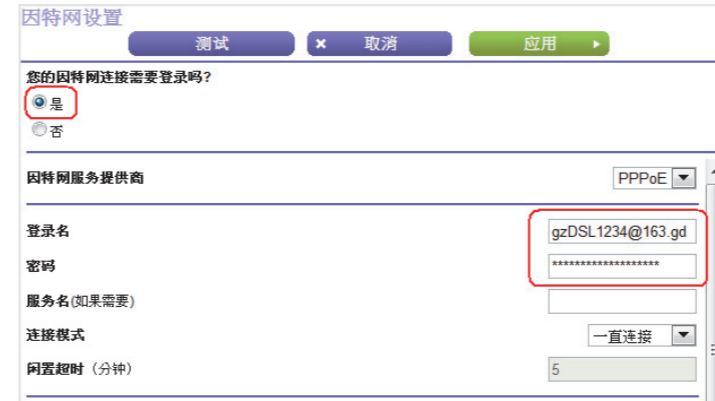 因特网设置
测试 × 取消 应用
您的因特网连接需要登录吗?
是
否
因特网服务提供商 PPPoE
登录名 gzDSL1234@163.gd
密码 *******************
服务名(如果需要)
连接模式 一直连接
闲置超时（分钟） 5